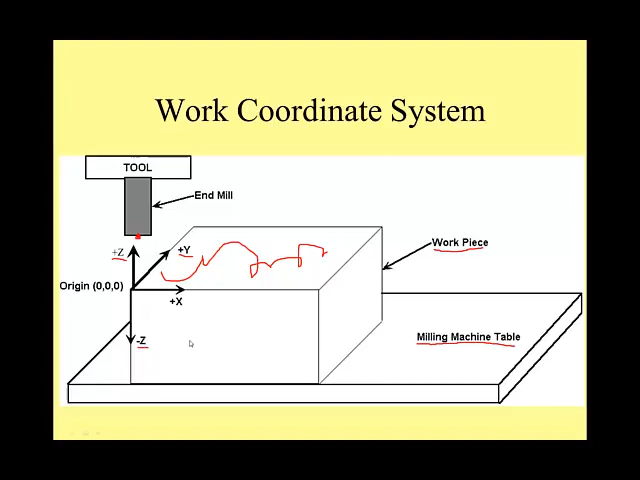 Work Coordinate System
TOOL
End Mill
+Z
+Y
Work Piece
Origin (0,0,0)
+X
-Z
Milling Machine Table